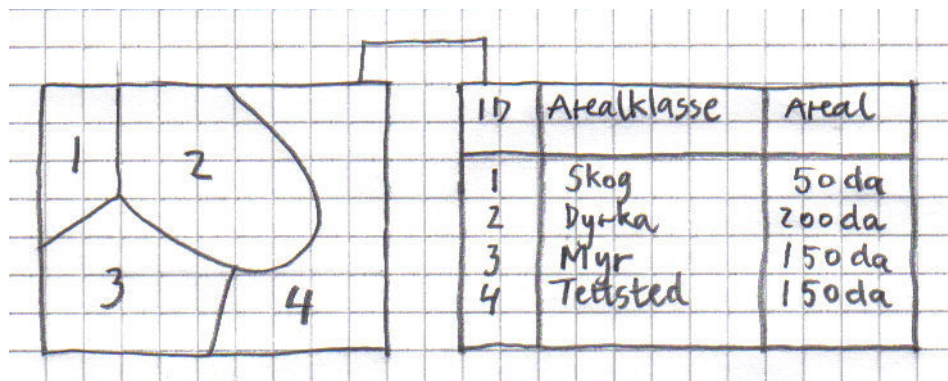 1
2
3
4
ID Arealklasse Areal
1 Skog 50 da
2 Dyrka 200 da
3 Myr 150 da
4 Tettsted 150 da